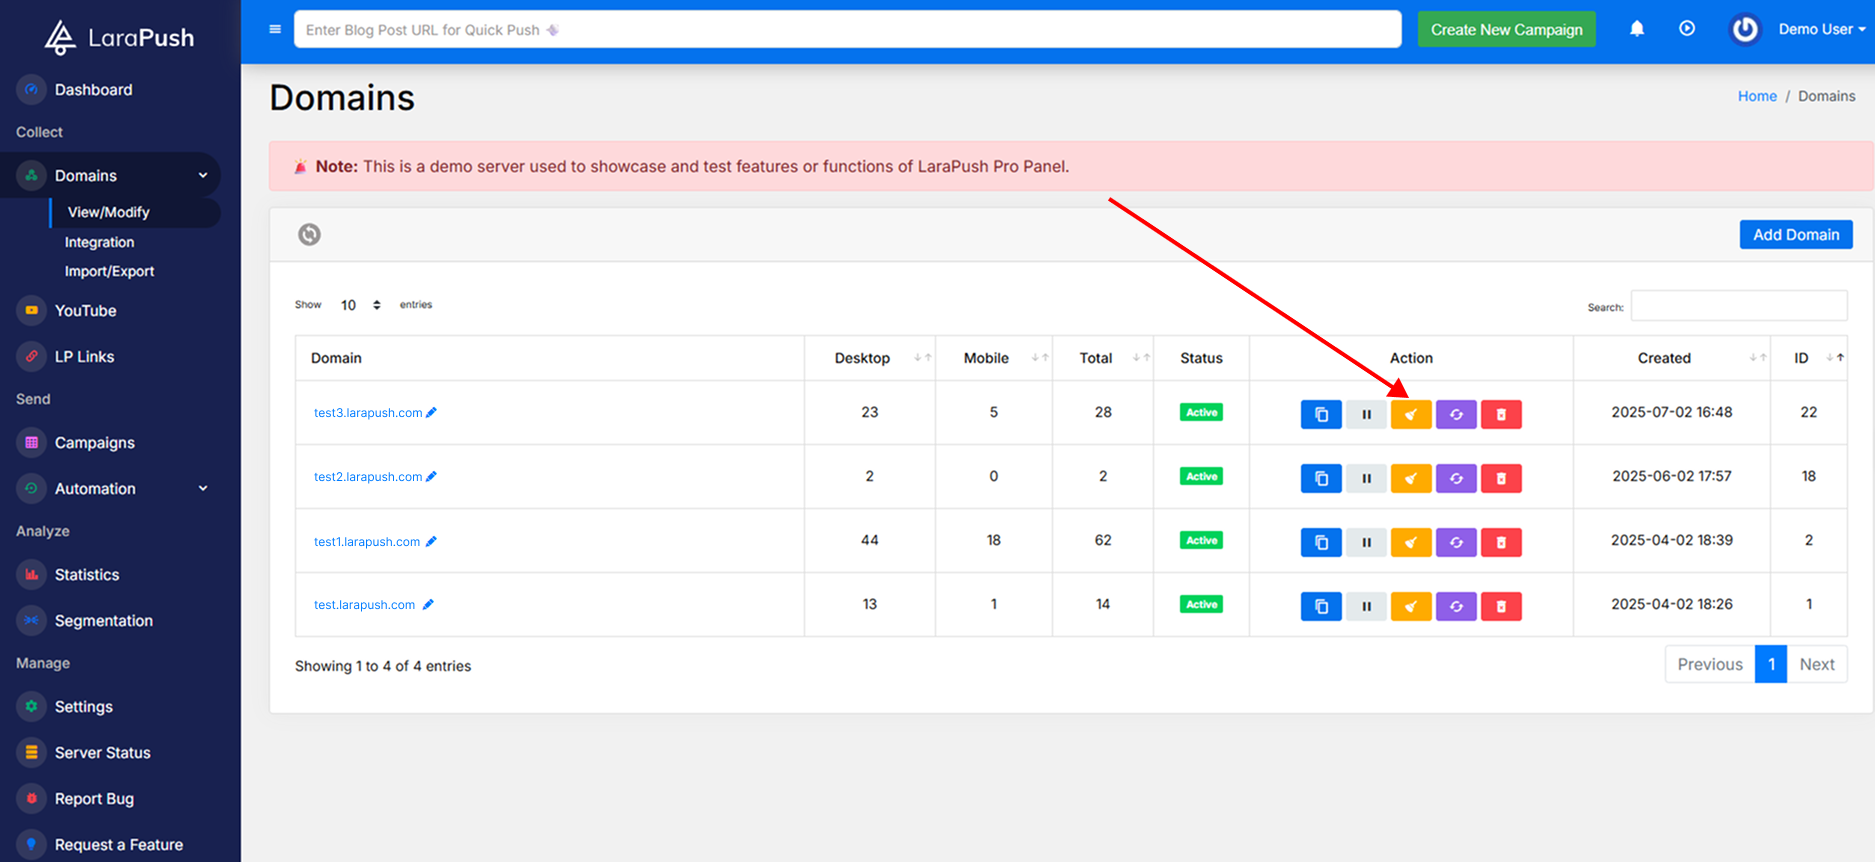 LaraPush
Enter Blog Post URL for Quick Push
Create New Campaign
Demo User
Dashboard
Collect
Domains
View/Modify
Integration
Import/Export
YouTube
LP Links
Send
Campaigns
Automation
Analyze
Statistics
Segmentation
Manage
Settings
Server Status
Report Bug
Request a Feature
Domains
Home / Domains
Note: This is a demo server used to showcase and test features or functions of LaraPush Pro Panel.
Add Domain
Show 10 entries
Search:
Domain Desktop Mobile Total Status Action Created ID
test3.larapush.com 23 5 28 Active 2025-07-02 16:48 22
test2.larapush.com 2 0 2 Active 2025-06-02 17:57 18
test1.larapush.com 44 18 62 Active 2025-04-02 18:39 2
test.larapush.com 13 1 14 Active 2025-04-02 18:26 1
Showing 1 to 4 of 4 entries
Previous 1 Next